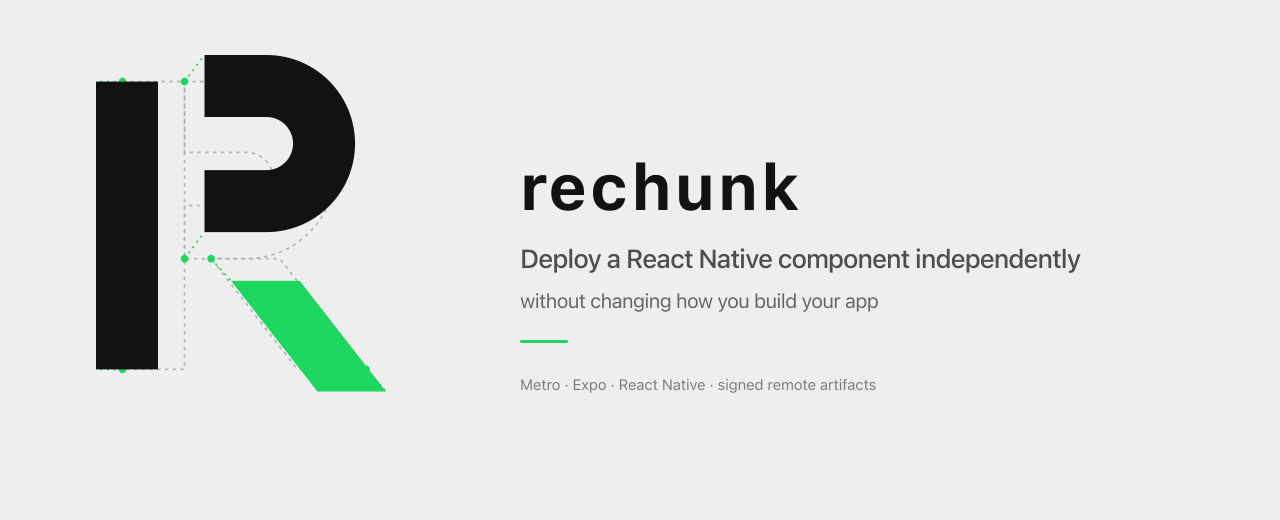 rechunk
Deploy a React Native component independently
without changing how you build your app
Metro · Expo · React Native · signed remote artifacts